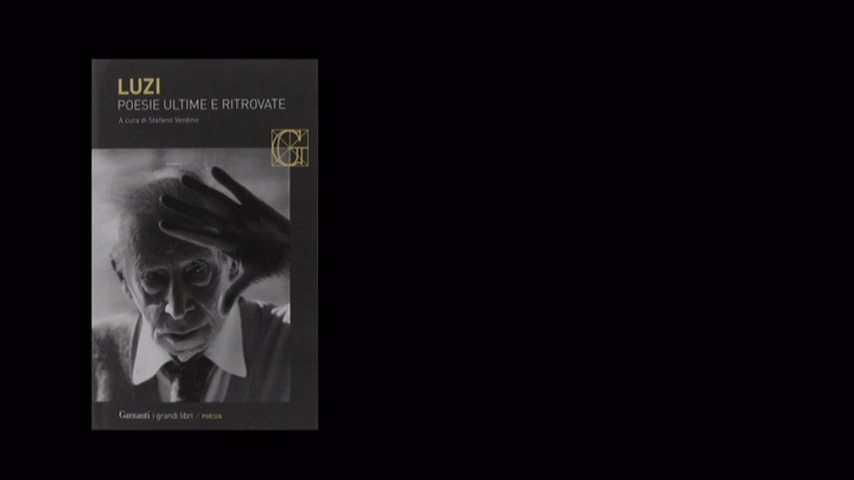 LUZI
POESIE ULTIME E RITROVATE
A cura di Stefano Verdino
G
Garzanti i grandi libri / POESIA